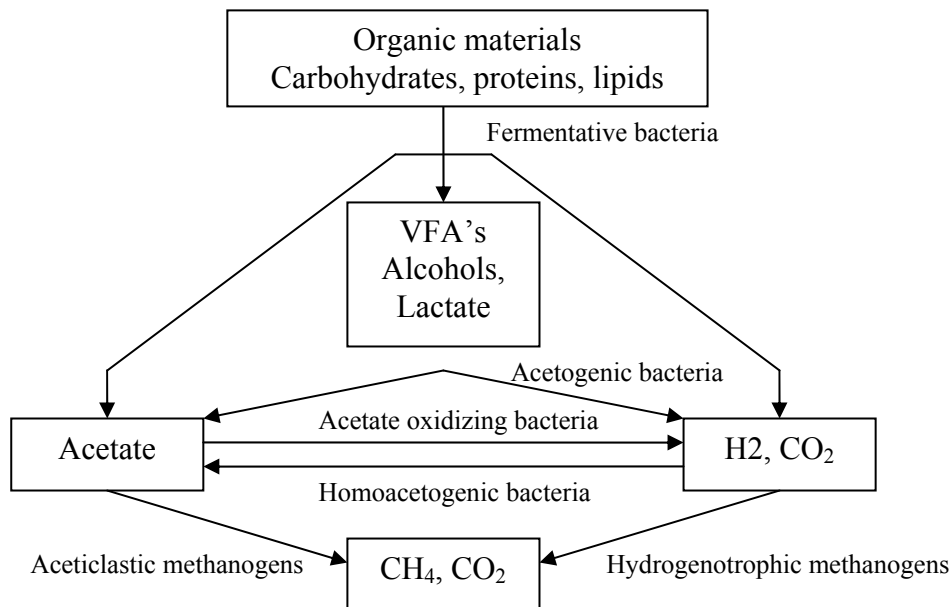 Organic materials
Carbohydrates, proteins, lipids
Fermentative bacteria
VFA’s
Alcohols,
Lactate
Acetogenic bacteria
Acetate oxidizing bacteria
Acetate
H2, CO₂
Homoacetogenic bacteria
Aceticlastic methanogens
CH₄, CO₂
Hydrogenotrophic methanogens